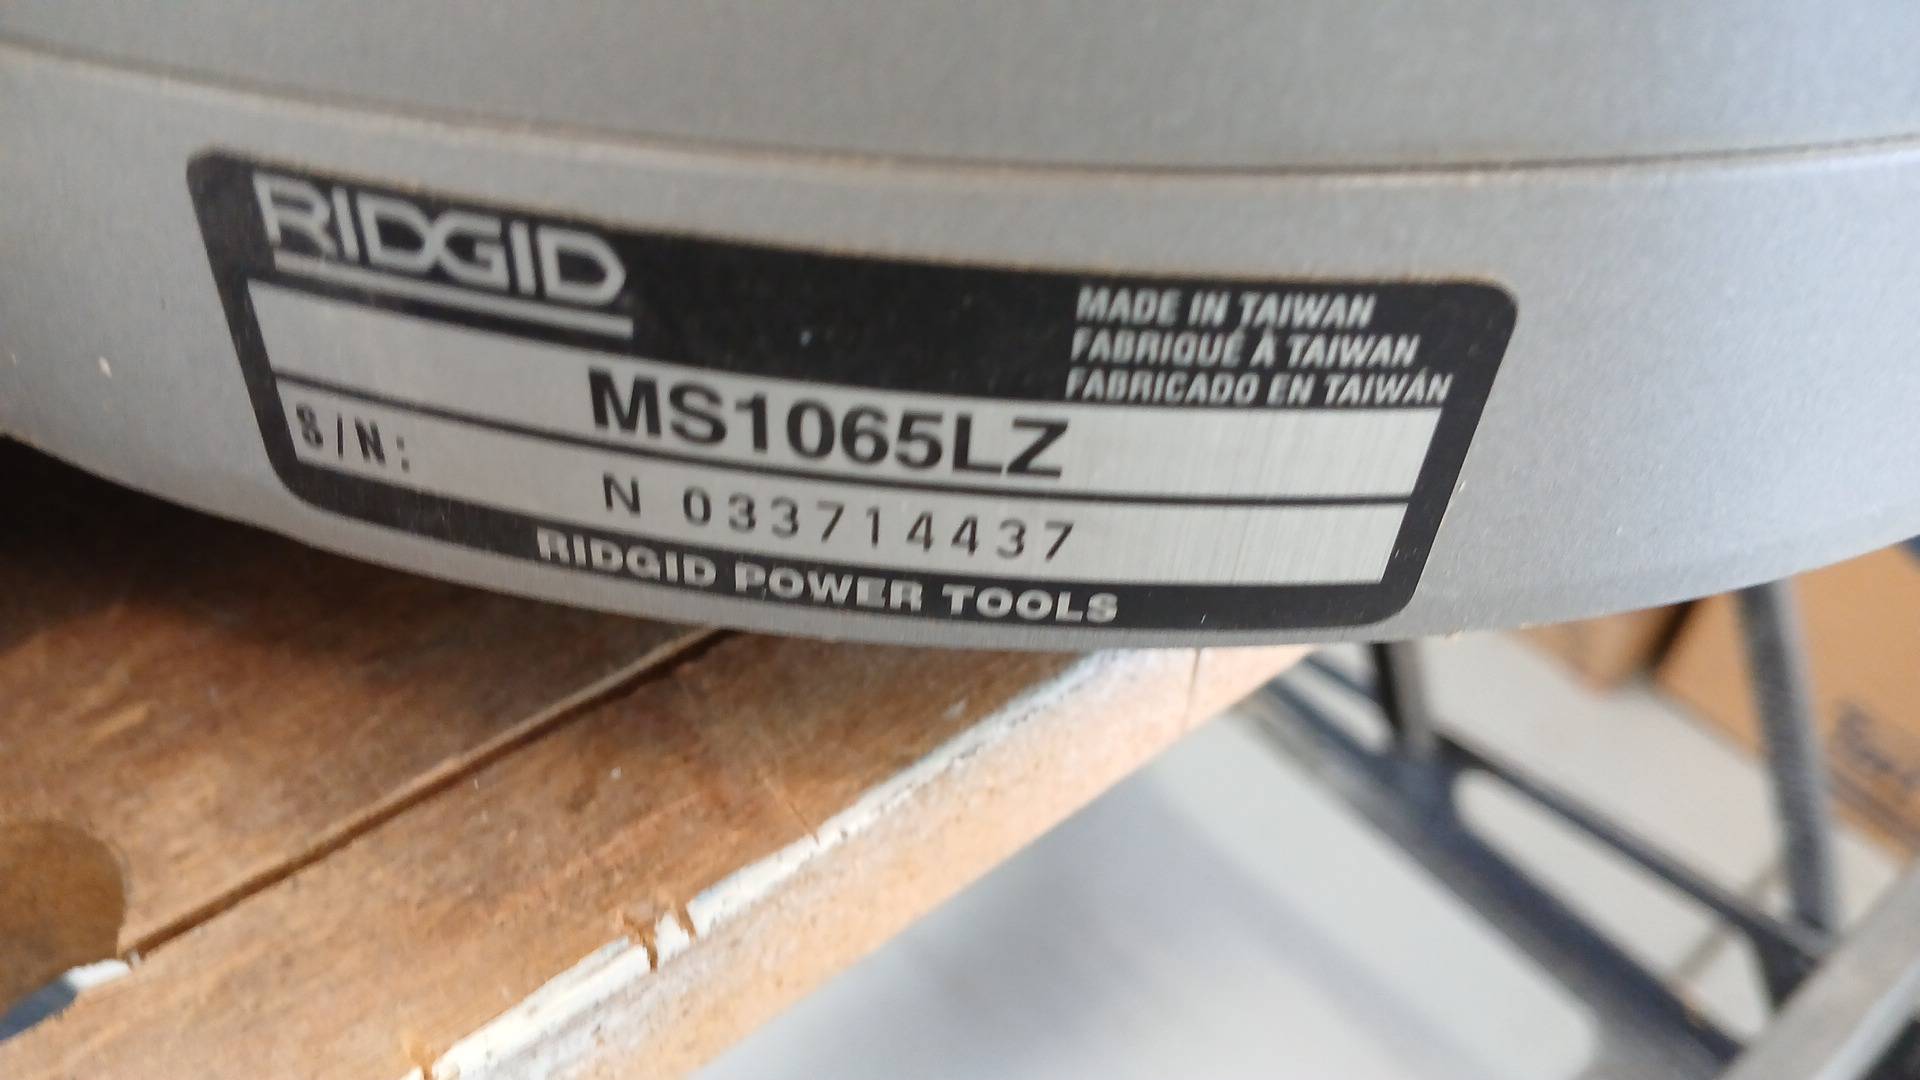 RIDGID
MADE IN TAIWAN
FABRIQUÉ À TAIWAN
FABRICADO EN TAIWÁN
MS1065LZ
S/N: N 033714437
RIDGID POWER TOOLS